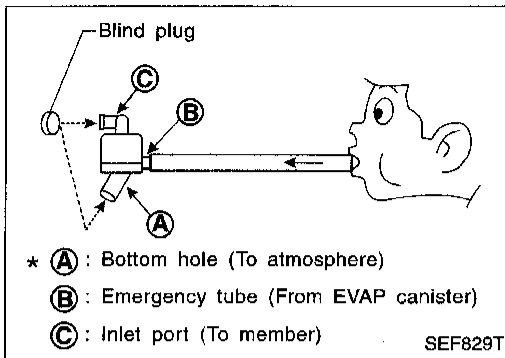 Blind plug
C
B
A
* A : Bottom hole (To atmosphere)
B : Emergency tube (From EVAP canister)
C : Inlet port (To member)
SEF829T